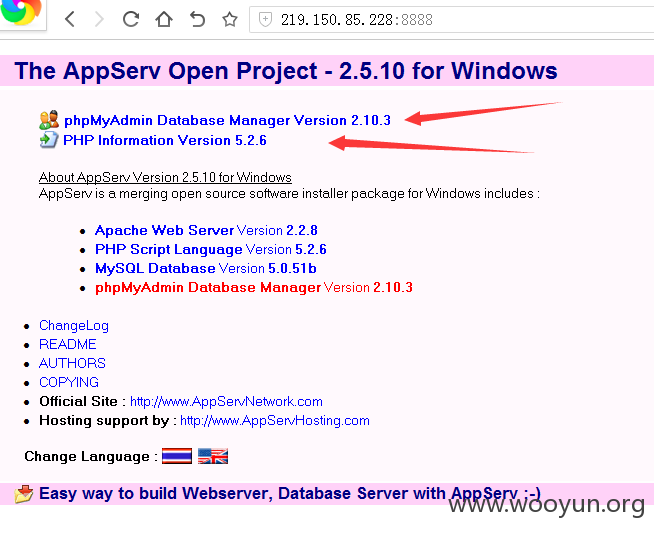 219.150.85.228:8888
The AppServ Open Project - 2.5.10 for Windows
phpMyAdmin Database Manager Version 2.10.3
PHP Information Version 5.2.6
About AppServ Version 2.5.10 for Windows
AppServ is a merging open source software installer package for Windows includes :
Apache Web Server Version 2.2.8
PHP Script Language Version 5.2.6
MySQL Database Version 5.0.51b
phpMyAdmin Database Manager Version 2.10.3
ChangeLog
README
AUTHORS
COPYING
Official Site : http://www.AppServNetwork.com
Hosting support by : http://www.AppServHosting.com
Change Language :
Easy way to build Webserver, Database Server with AppServ :-)
www.wooyun.org